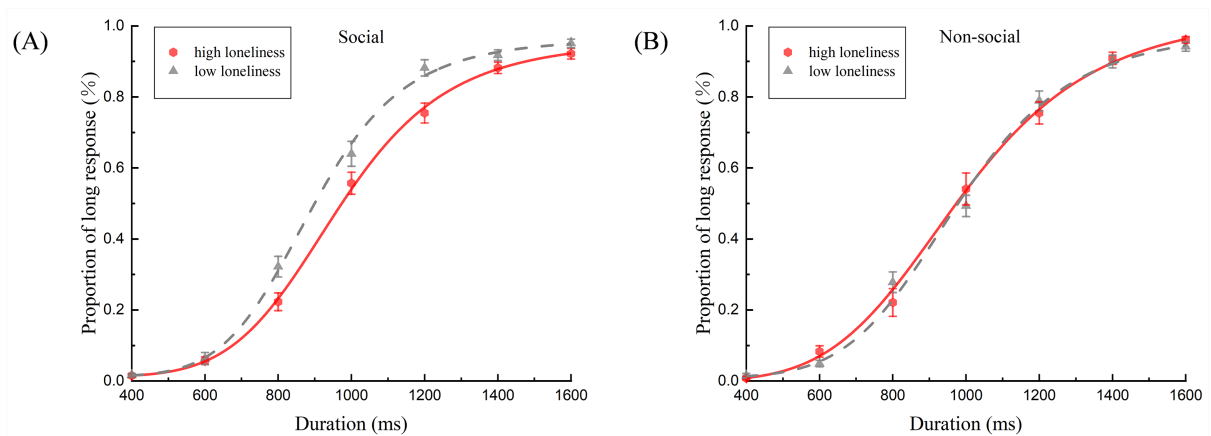 (A)
Social
high loneliness
low loneliness
Proportion of long response (%)
1.0
0.8
0.6
0.4
0.2
0.0
400 600 800 1000 1200 1400 1600
Duration (ms)
(B)
Non-social
high loneliness
low loneliness
Proportion of long response (%)
1.0
0.8
0.6
0.4
0.2
0.0
400 600 800 1000 1200 1400 1600
Duration (ms)